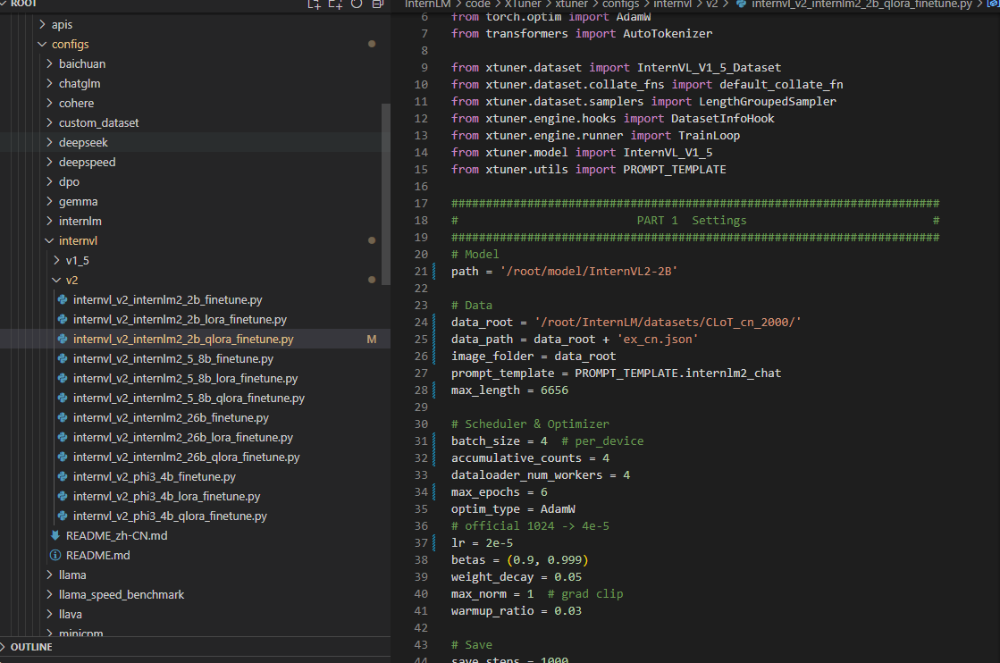 ROOT
apis
configs
baichuan
chatglm
cohere
custom_dataset
deepseek
deepspeed
dpo
gemma
internlm
internvl
v1_5
v2
internvl_v2_internlm2_2b_finetune.py
internvl_v2_internlm2_2b_lora_finetune.py
internvl_v2_internlm2_2b_qlora_finetune.py M
internvl_v2_internlm2_5_8b_finetune.py
internvl_v2_internlm2_5_8b_lora_finetune.py
internvl_v2_internlm2_5_8b_qlora_finetune.py
internvl_v2_internlm2_26b_finetune.py
internvl_v2_internlm2_26b_lora_finetune.py
internvl_v2_internlm2_26b_qlora_finetune.py
internvl_v2_phi3_4b_finetune.py
internvl_v2_phi3_4b_lora_finetune.py
internvl_v2_phi3_4b_qlora_finetune.py
README_zh-CN.md
README.md
llama
llama_speed_benchmark
llava
minicpm
OUTLINE
InternLM > code > XTuner > xtuner > configs > internvl > v2 > internvl_v2_internlm2_2b_qlora_finetune.py >
6 from torch.optim import AdamW
7 from transformers import AutoTokenizer
8
9 from xtuner.dataset import InternVL_V1_5_Dataset
10 from xtuner.dataset.collate_fns import default_collate_fn
11 from xtuner.dataset.samplers import LengthGroupedSampler
12 from xtuner.engine.hooks import DatasetInfoHook
13 from xtuner.engine.runner import TrainLoop
14 from xtuner.model import InternVL_V1_5
15 from xtuner.utils import PROMPT_TEMPLATE
16
17 #######################################################################
18 #                          PART 1  Settings                           #
19 #######################################################################
20 # Model
21 path = '/root/model/InternVL2-2B'
22
23 # Data
24 data_root = '/root/InternLM/datasets/CLoT_cn_2000/'
25 data_path = data_root + 'ex_cn.json'
26 image_folder = data_root
27 prompt_template = PROMPT_TEMPLATE.internlm2_chat
28 max_length = 6656
29
30 # Scheduler & Optimizer
31 batch_size = 4  # per_device
32 accumulative_counts = 4
33 dataloader_num_workers = 4
34 max_epochs = 6
35 optim_type = AdamW
36 # official 1024 -> 4e-5
37 lr = 2e-5
38 betas = (0.9, 0.999)
39 weight_decay = 0.05
40 max_norm = 1  # grad clip
41 warmup_ratio = 0.03
42
43 # Save
44 save_steps = 1000